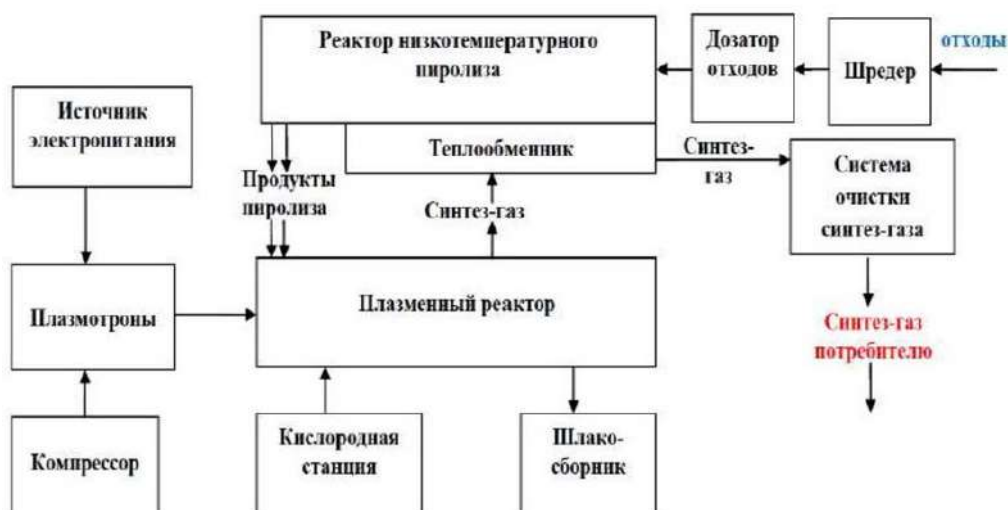 Реактор низкотемпературного
пиролиза
Дозатор
отходов
Шредер
отходы
Источник
электропитания
Теплообменник
Синтез-
газ
Система
очистки
синтез-газа
Продукты
пиролиза
Синтез-газ
Плазмотроны
Плазменный реактор
Синтез-газ
потребителю
Компрессор
Кислородная
станция
Шлако-
сборник